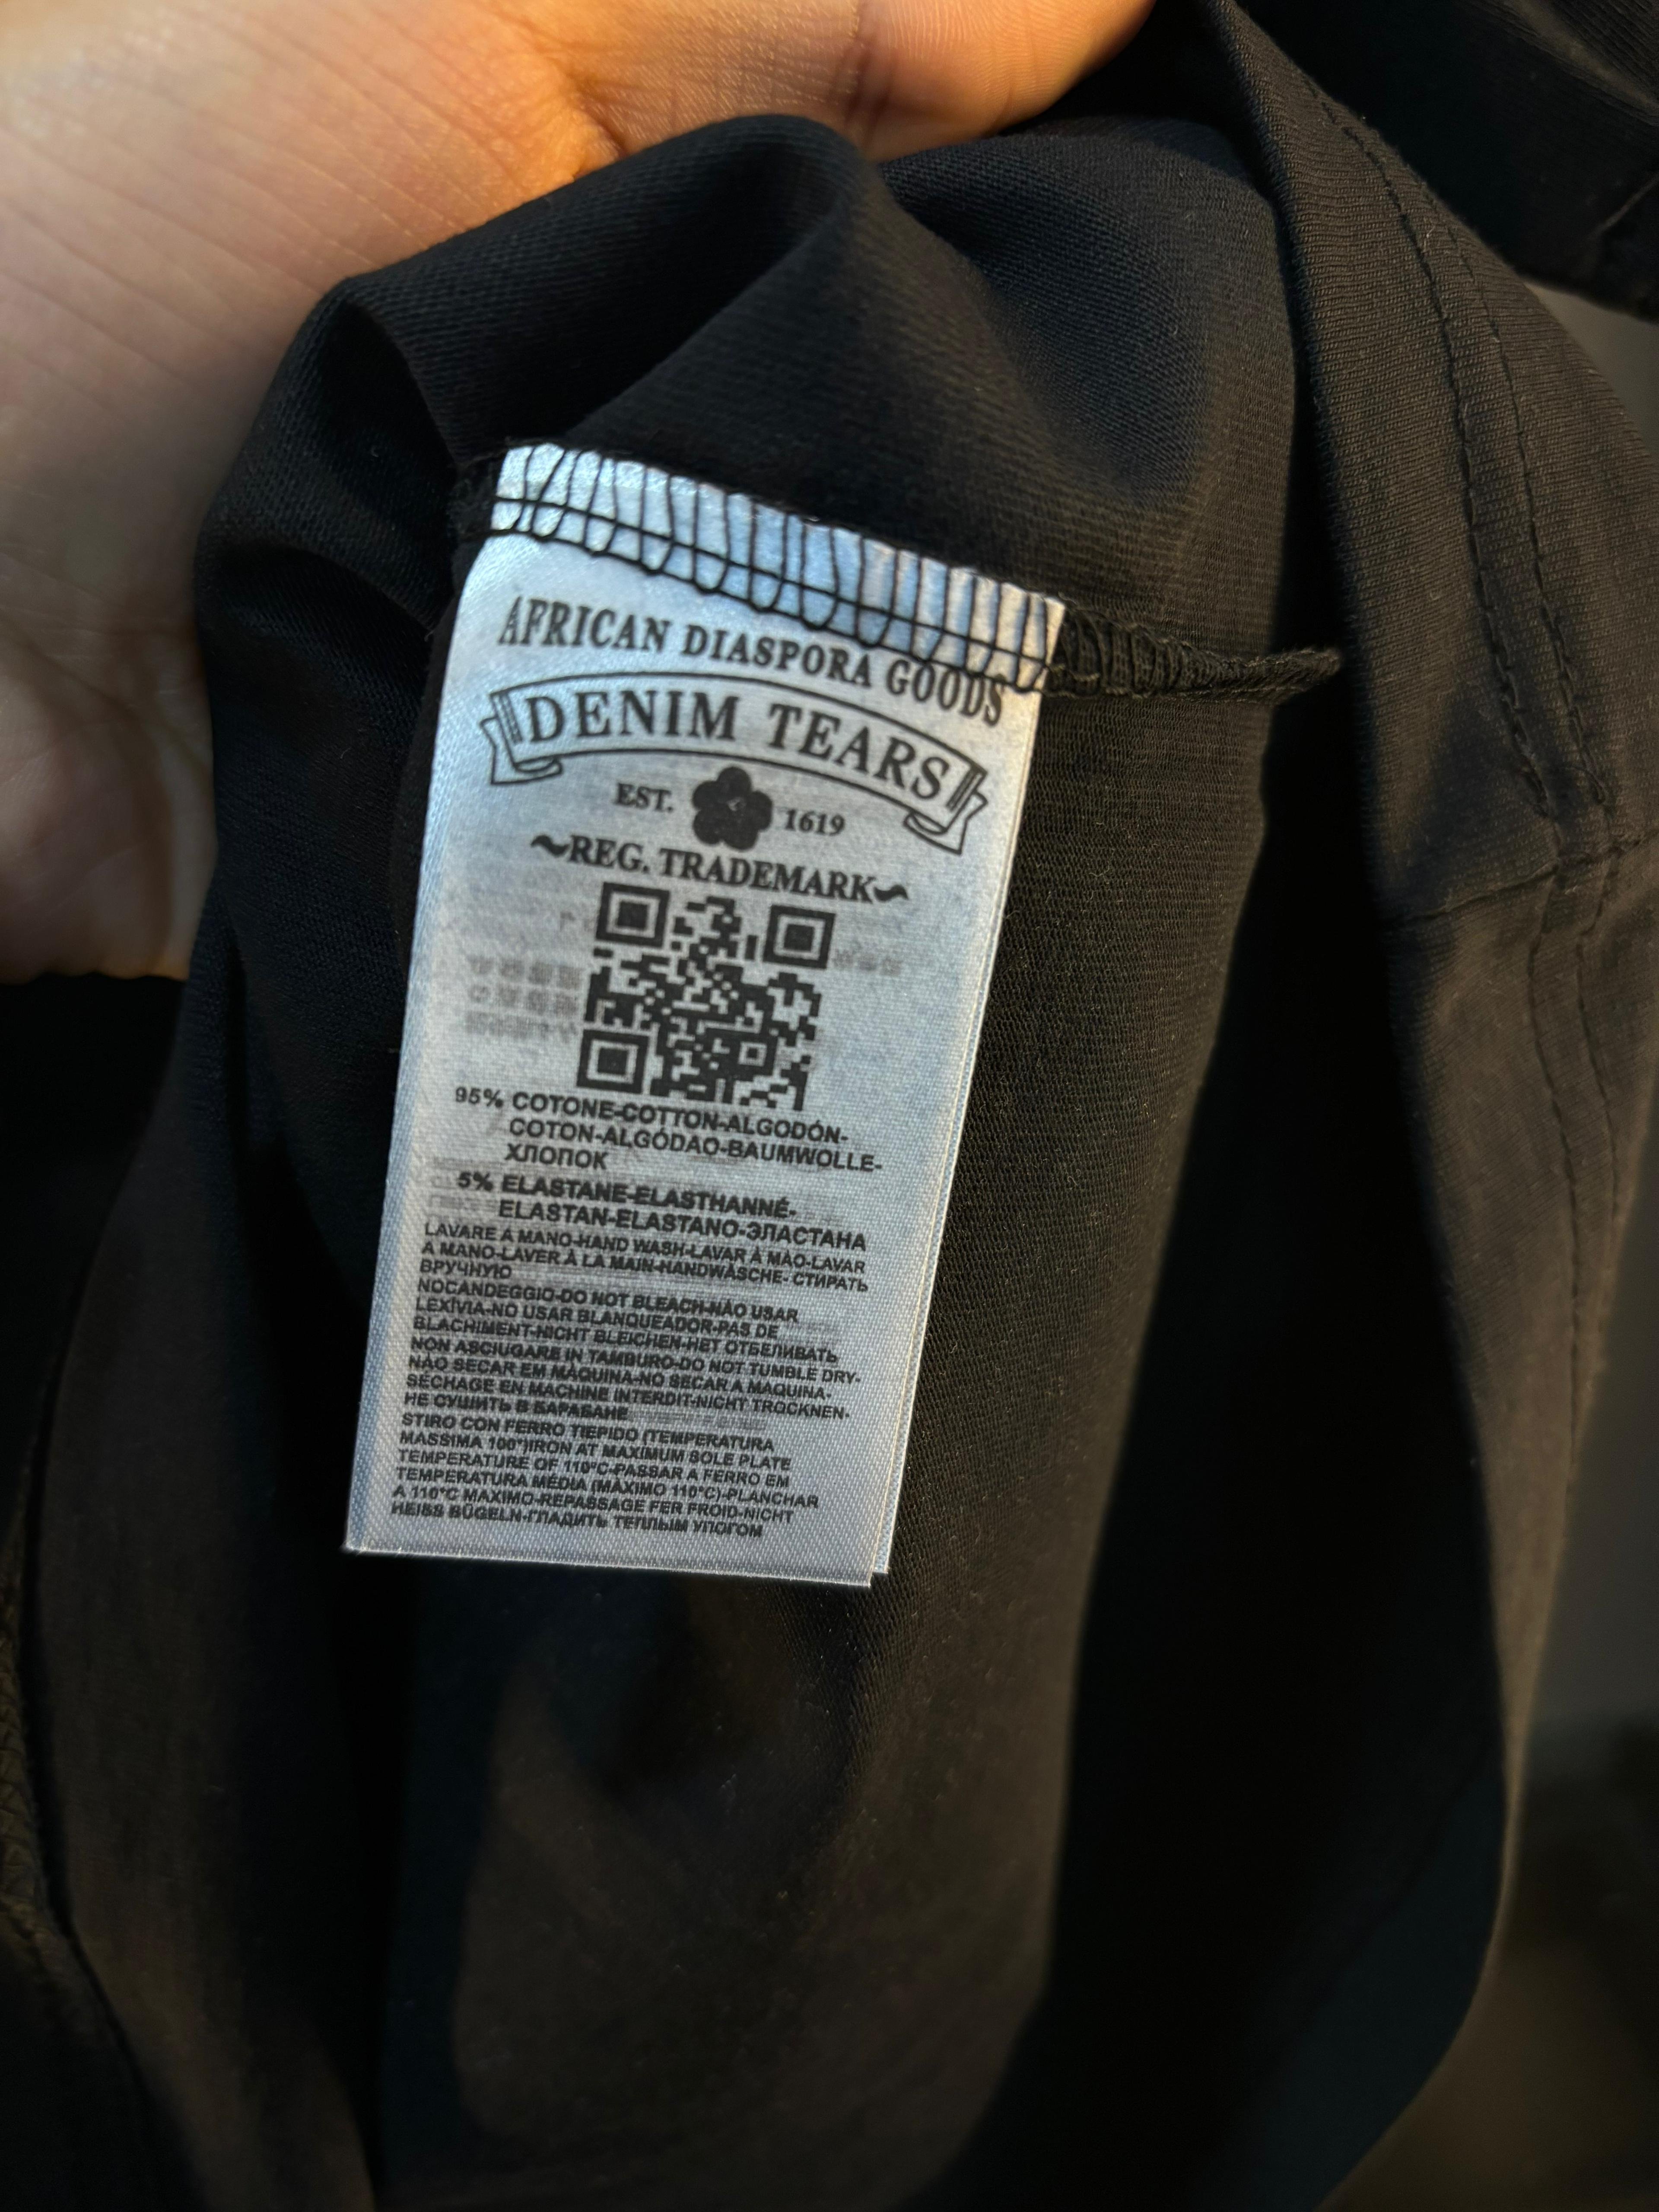 AFRICAN DIASPORA GOODS
DENIM TEARS
EST. 1619
~REG. TRADEMARK~
95% COTONE-COTTON-ALGODÓN-
COTON-ALGÓDAO-BAUMWOLLE-
ХЛОПОК
5% ELASTANE-ELASTHANNÉ-
ELASTAN-ELASTANO-ЭЛАСТАНА
LAVARE A MANO-HAND WASH-LAVAR À MÃO-LAVAR
A MANO-LAVER À LA MAIN-HANDWÄSCHE- СТИРАТЬ
ВРУЧНУЮ
NOCANDEGGIO-DO NOT BLEACH-NÃO USAR
LEXÍVIA-NO USAR BLANQUEADOR-PAS DE
BLACHIMENT-NICHT BLEICHEN-НЕТ ОТБЕЛИВАТЬ
NON ASCIUGARE IN TAMBURO-DO NOT TUMBLE DRY-
NÃO SECAR EM MÁQUINA-NO SECAR A MAQUINA-
SÉCHAGE EN MACHINE INTERDIT-NICHT TROCKNEN-
НЕ СУШИТЬ В БАРАБАНЕ
STIRO CON FERRO TIEPIDO (TEMPERATURA
MASSIMA 100°)IRON AT MAXIMUM SOLE PLATE
TEMPERATURE OF 110°C-PASSAR A FERRO EM
TEMPERATURA MÉDIA (MÁXIMO 110°C)-PLANCHAR
A 110°C MAXIMO-REPASSAGE FER FROID-NICHT
HEISS BÜGELN-ГЛАДИТЬ ТЕПЛЫМ УПОГОМ